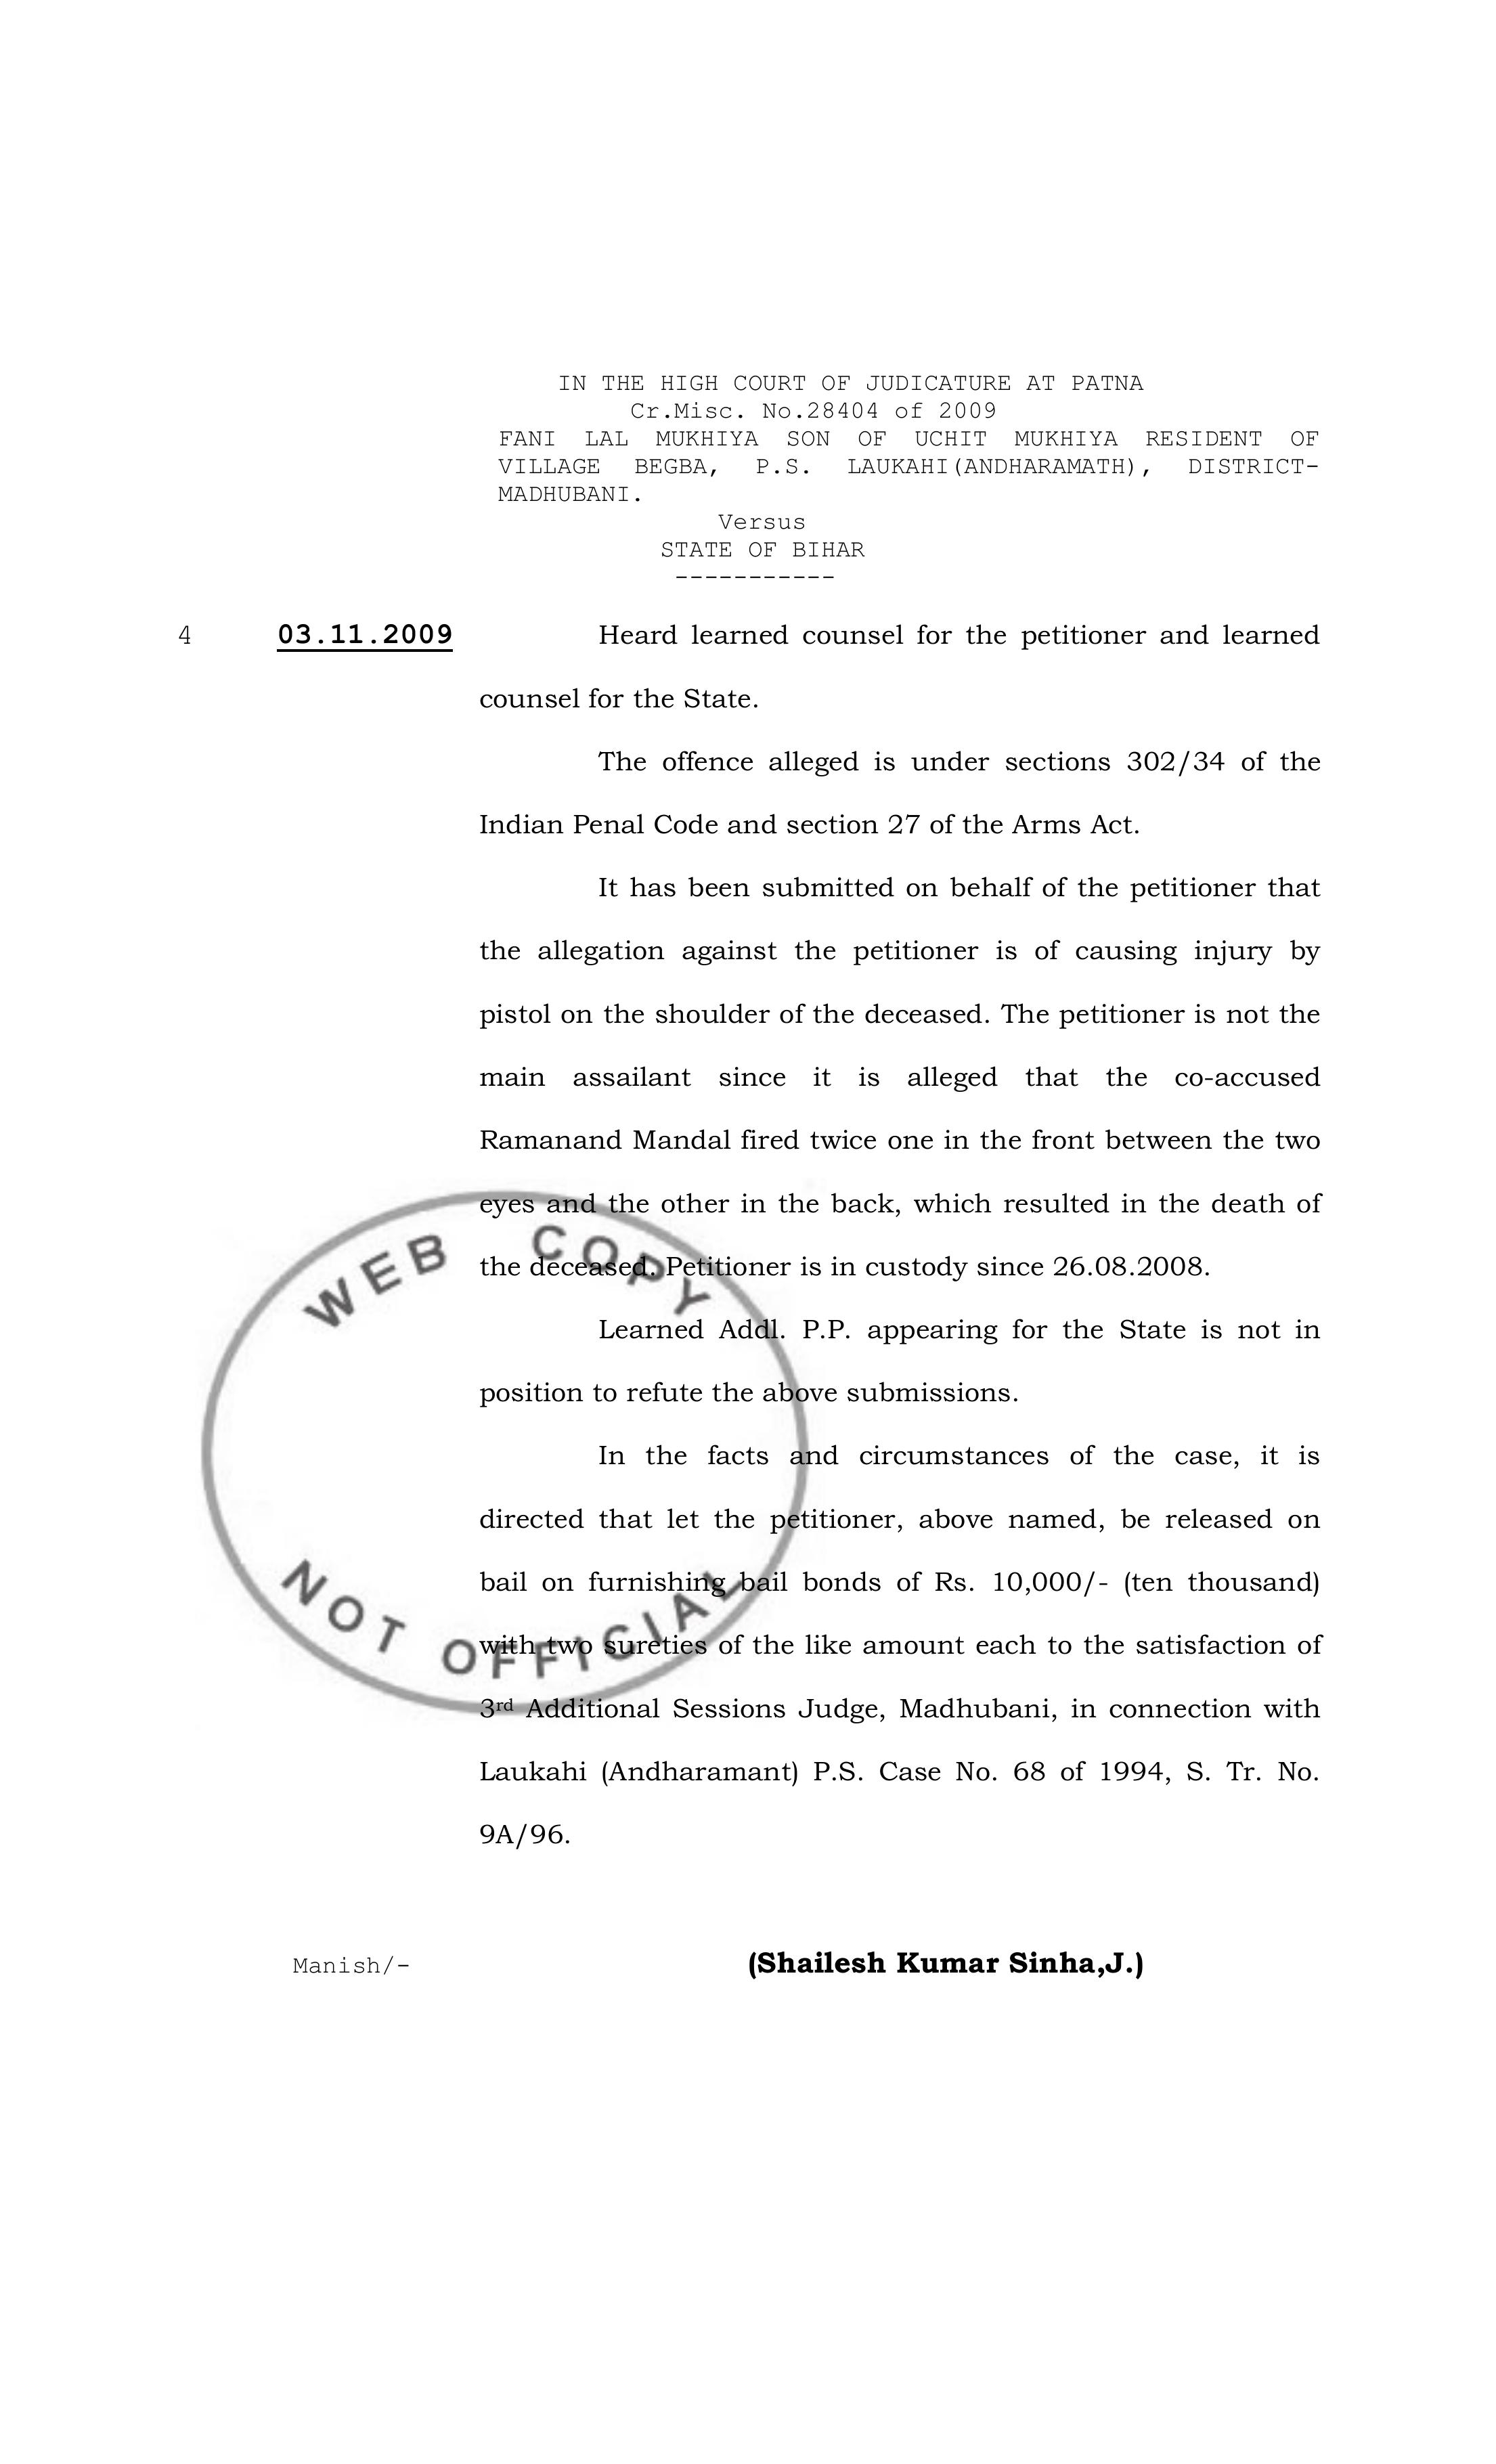 IN THE HIGH COURT OF JUDICATURE AT PATNA
Cr.Misc. No.28404 of 2009
FANI LAL MUKHIYA SON OF UCHIT MUKHIYA RESIDENT OF
VILLAGE BEGBA, P.S. LAUKAHI(ANDHARAMATH), DISTRICT-
MADHUBANI.
Versus
STATE OF BIHAR
-----------
4 03.11.2009 Heard learned counsel for the petitioner and learned
counsel for the State.
The offence alleged is under sections 302/34 of the
Indian Penal Code and section 27 of the Arms Act.
It has been submitted on behalf of the petitioner that
the allegation against the petitioner is of causing injury by
pistol on the shoulder of the deceased. The petitioner is not the
main assailant since it is alleged that the co-accused
Ramanand Mandal fired twice one in the front between the two
eyes and the other in the back, which resulted in the death of
the deceased. Petitioner is in custody since 26.08.2008.
Learned Addl. P.P. appearing for the State is not in
position to refute the above submissions.
In the facts and circumstances of the case, it is
directed that let the petitioner, above named, be released on
bail on furnishing bail bonds of Rs. 10,000/- (ten thousand)
with two sureties of the like amount each to the satisfaction of
3rd Additional Sessions Judge, Madhubani, in connection with
Laukahi (Andharamant) P.S. Case No. 68 of 1994, S. Tr. No.
9A/96.
Manish/- (Shailesh Kumar Sinha,J.)
WEB COPY
NOT OFFICIAL